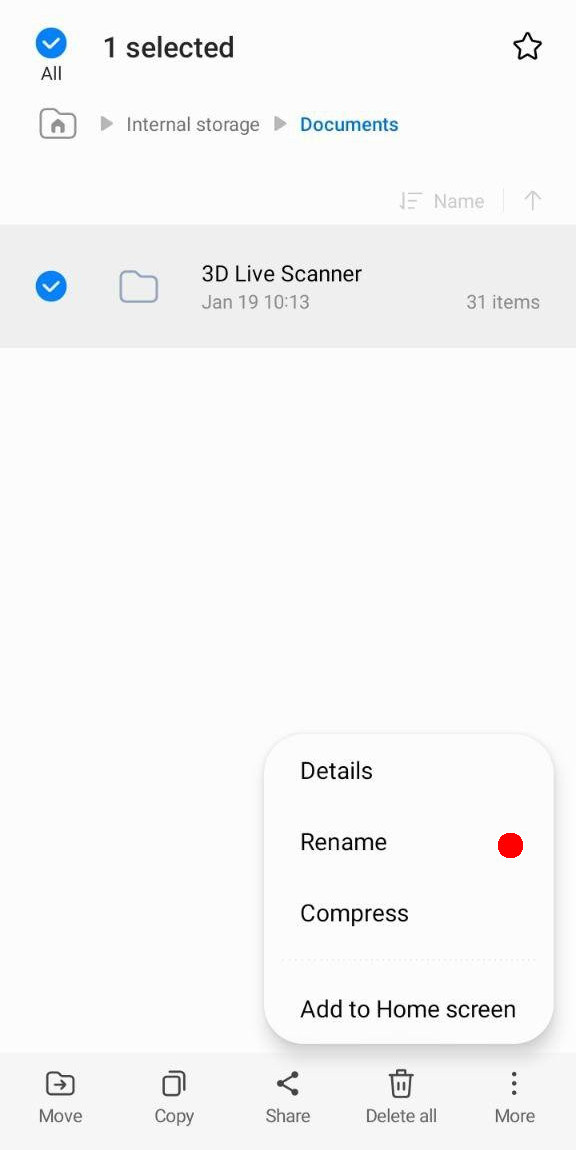 1 selected
All
Internal storage
Documents
Name
3D Live Scanner
Jan 19 10:13
31 items
Details
Rename
Compress
Add to Home screen
Move
Copy
Share
Delete all
More